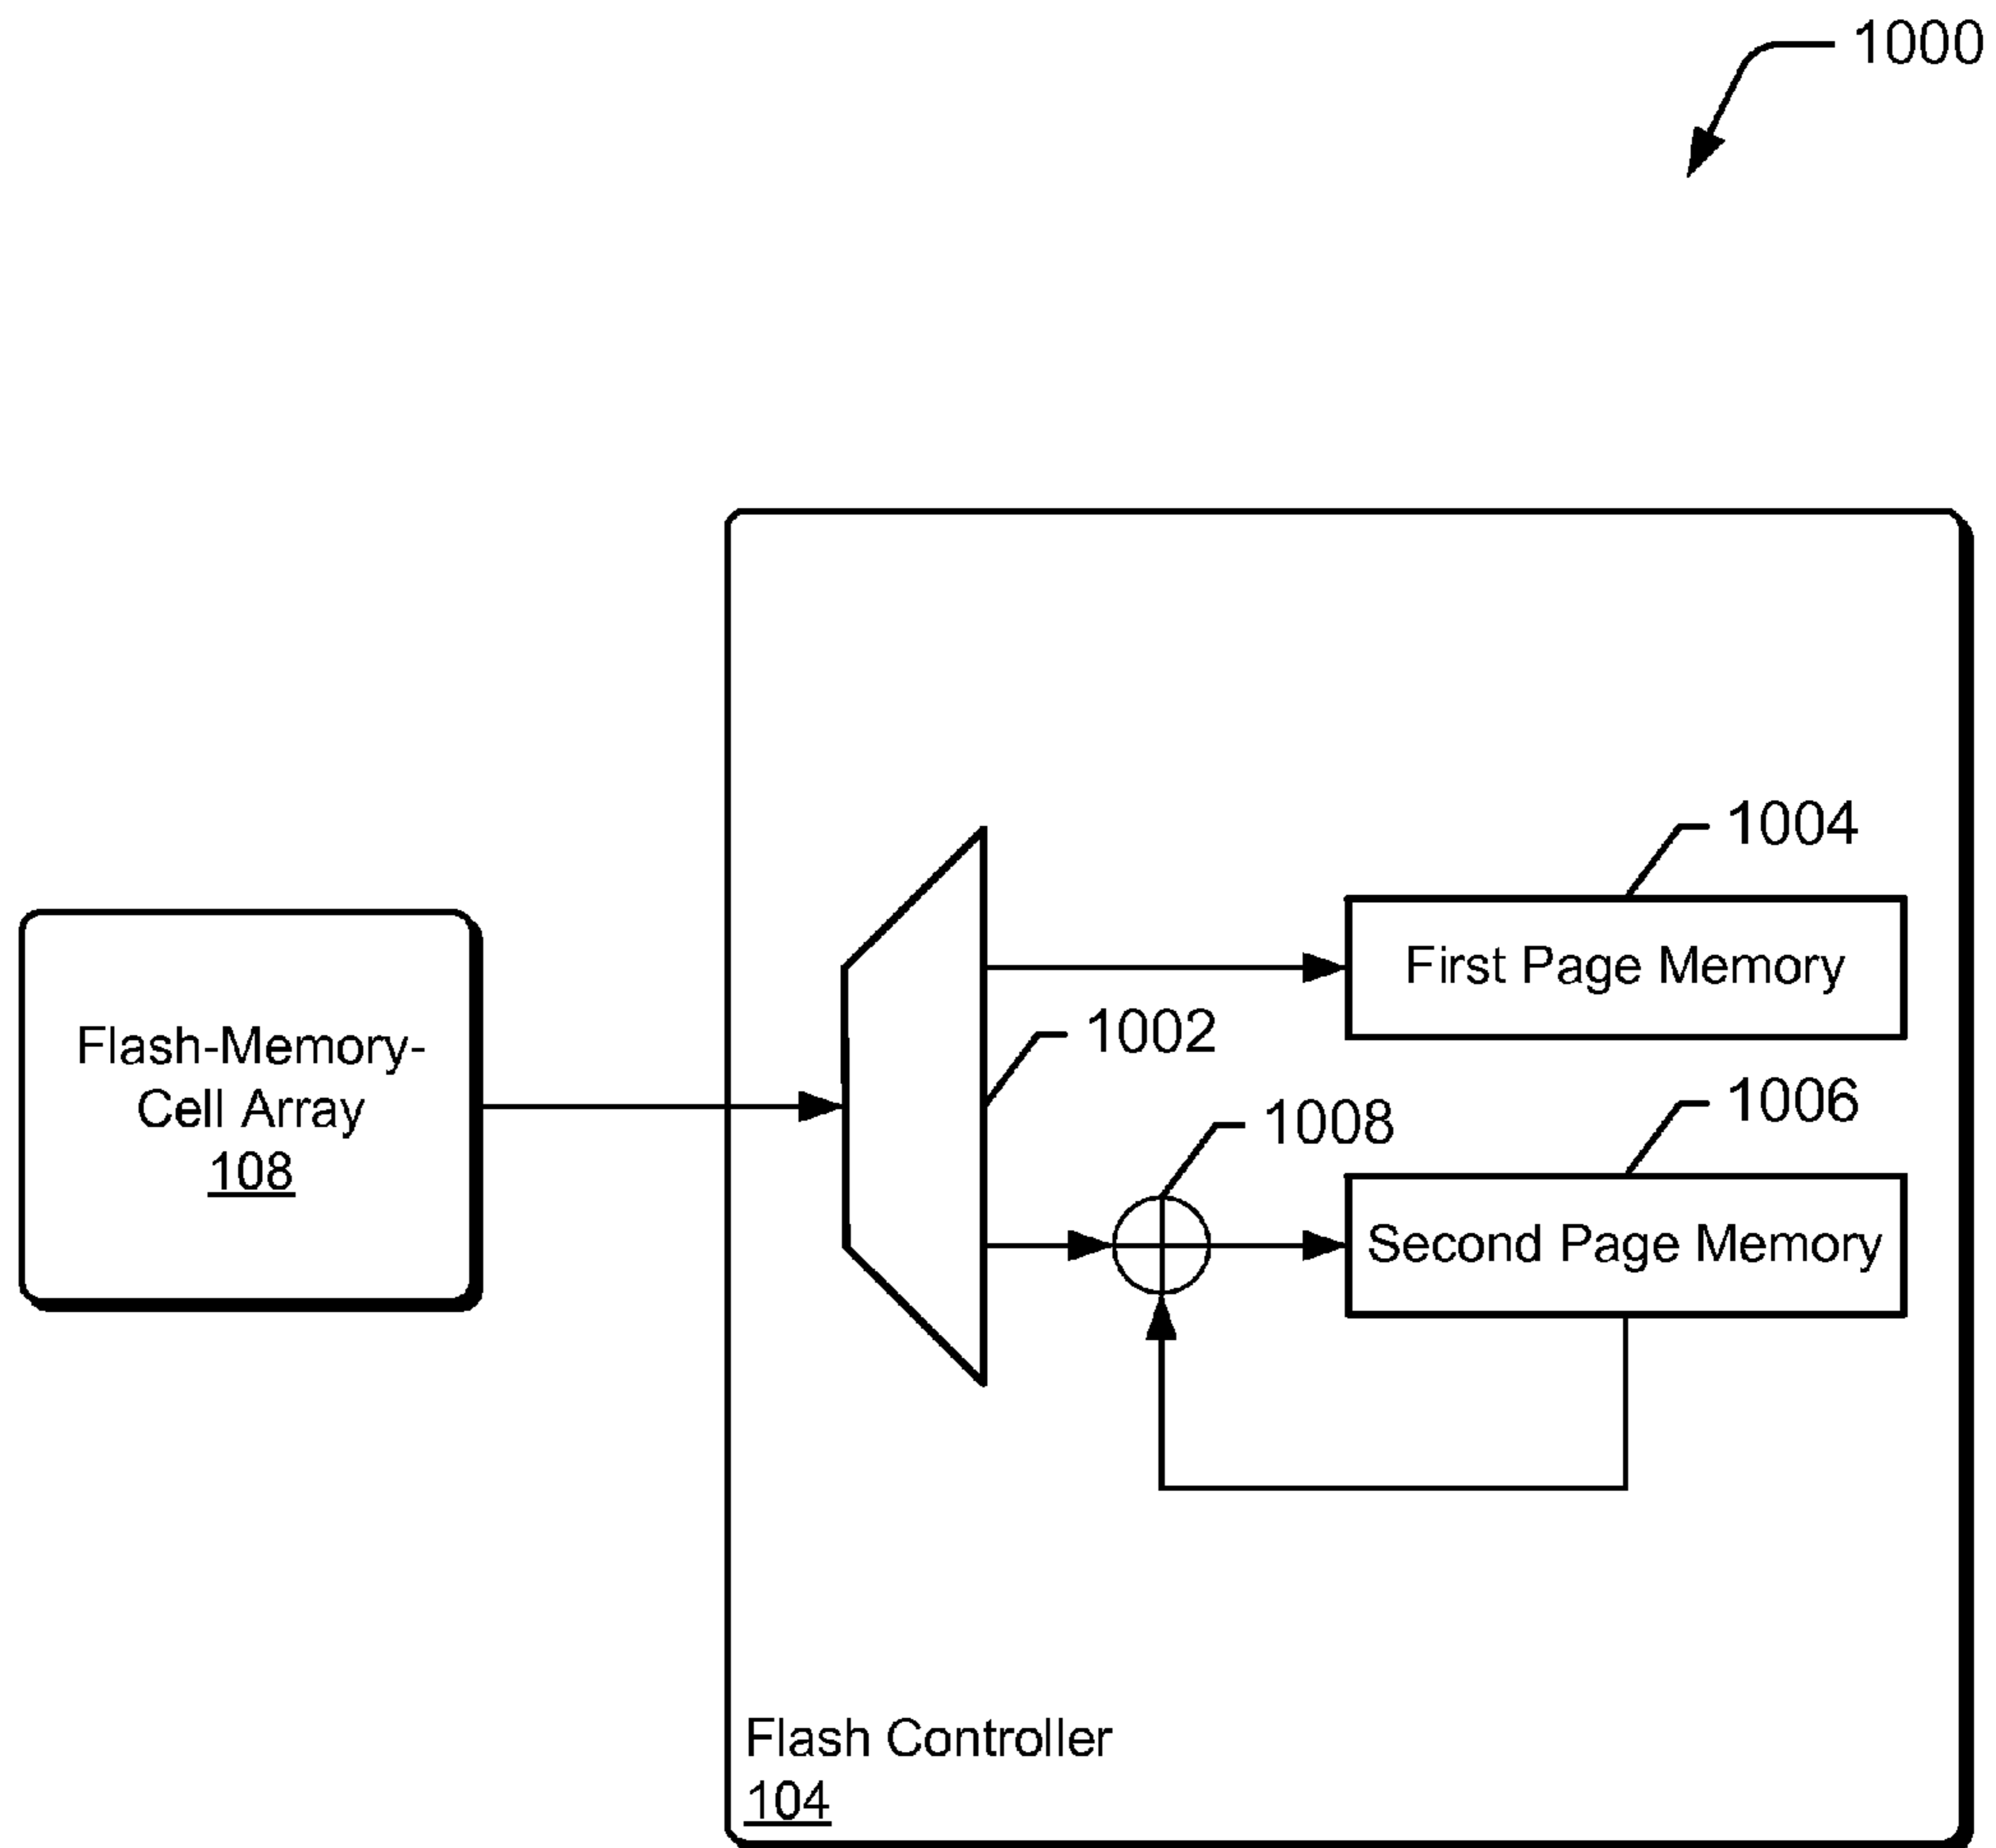 1000
1004
First Page Memory
1002
Flash-Memory-
Cell Array
108
1008
1006
Second Page Memory
Flash Controller
104